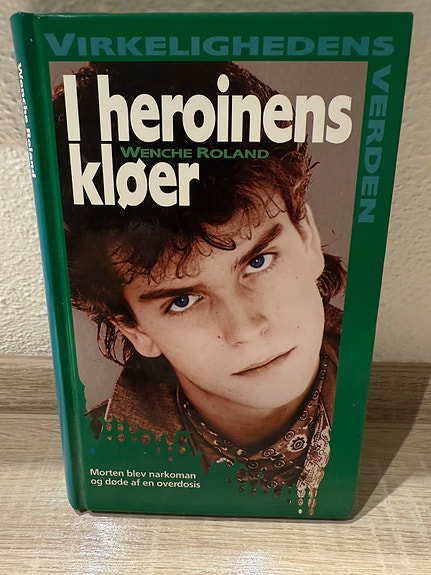 VIRKELIGHEDENS
VERDEN
I heroinens
WENCHE ROLAND
kløer
Morten blev narkoman
og døde af en overdosis
Wenche Roland